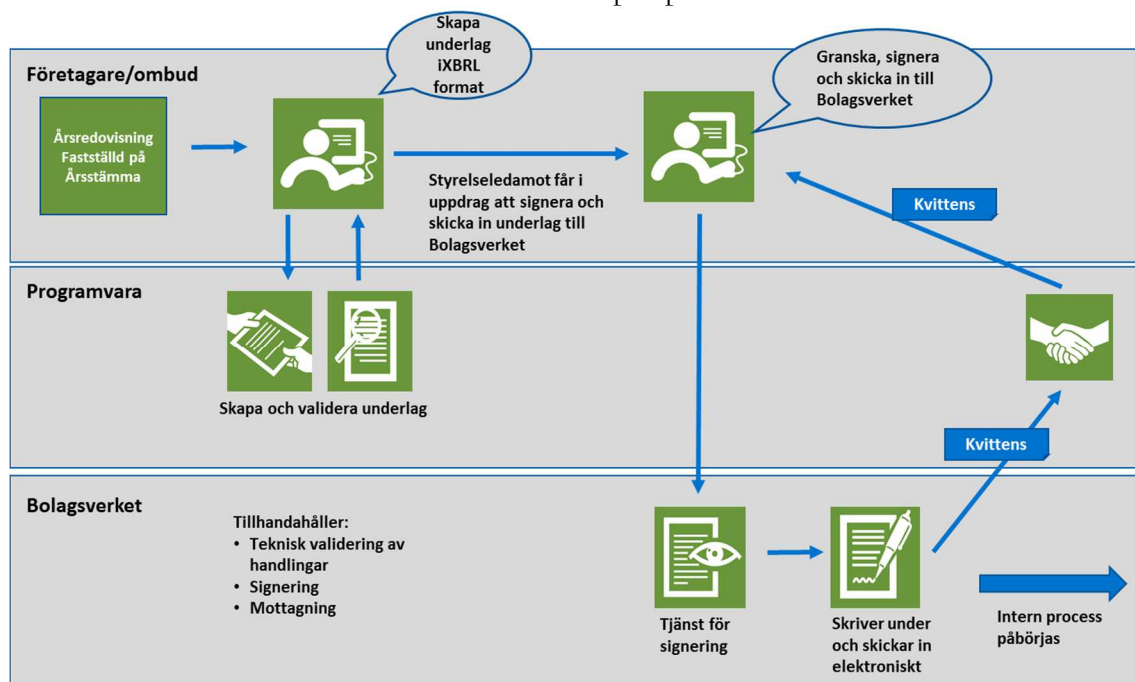 Skapa
underlag
iXBRL
format
Granska, signera
och skicka in till
Bolagsverket
Företagare/ombud
Årsredovisning
Fastställd på
Årsstämma
Styrelseledamot får i
uppdrag att signera och
skicka in underlag till
Bolagsverket
Kvittens
Programvara
Skapa och validera underlag
Kvittens
Bolagsverket
Tillhandahåller:
• Teknisk validering av
handlingar
• Signering
• Mottagning
Tjänst för
signering
Skriver under
och skickar in
elektroniskt
Intern process
påbörjas